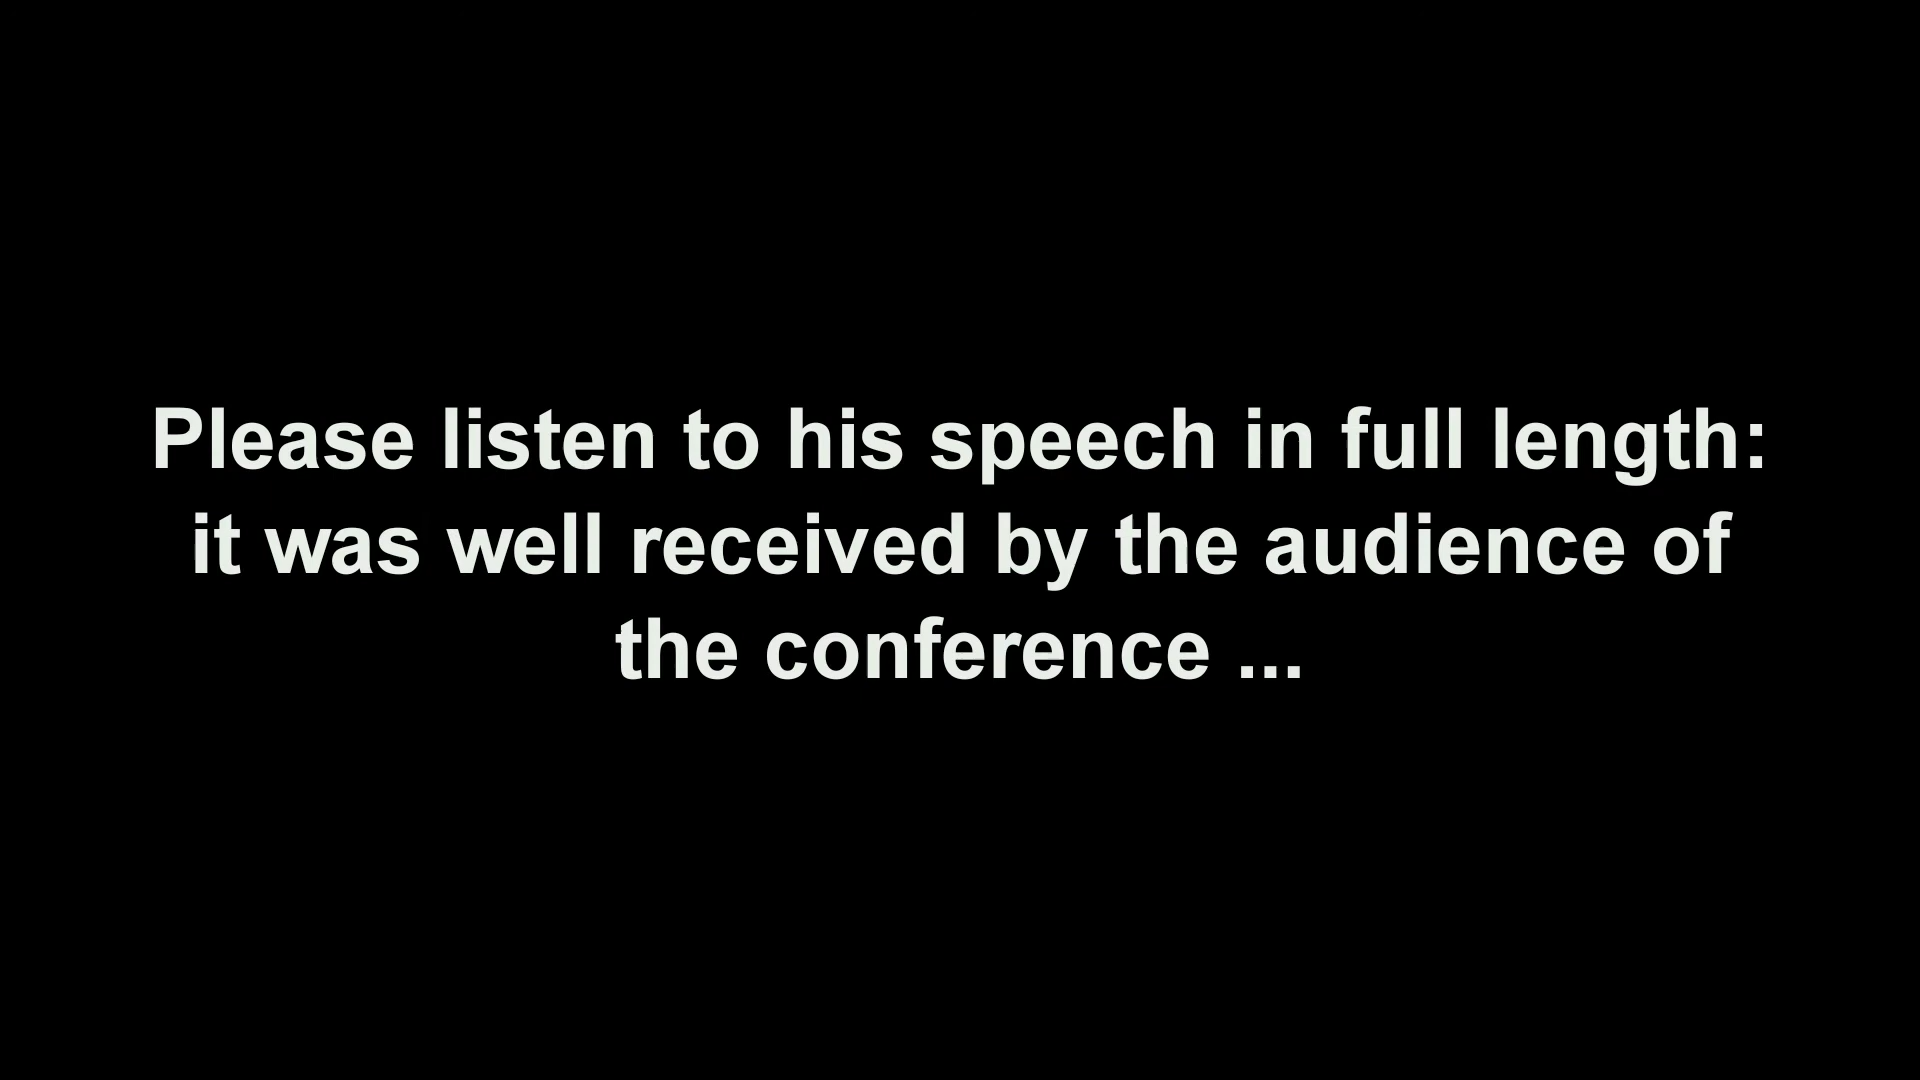 Please listen to his speech in full length:
it was well received by the audience of
the conference ...